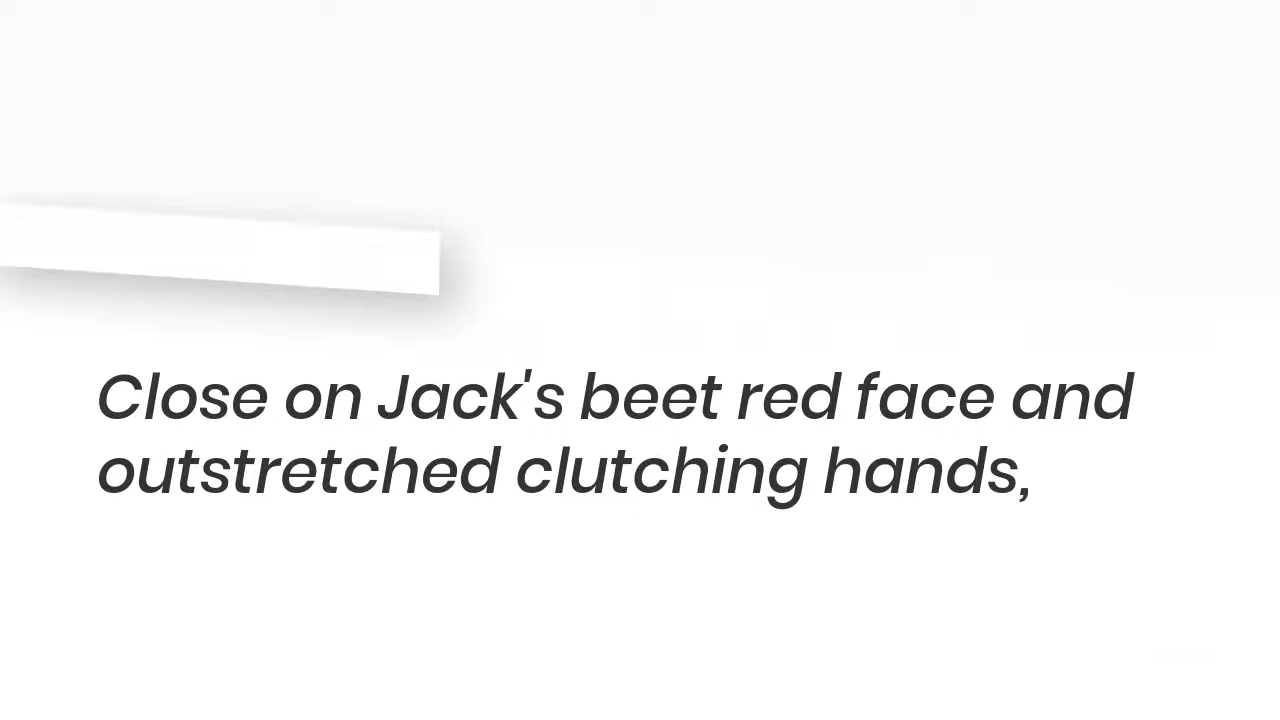 Close on Jack's beet red face and
outstretched clutching hands,